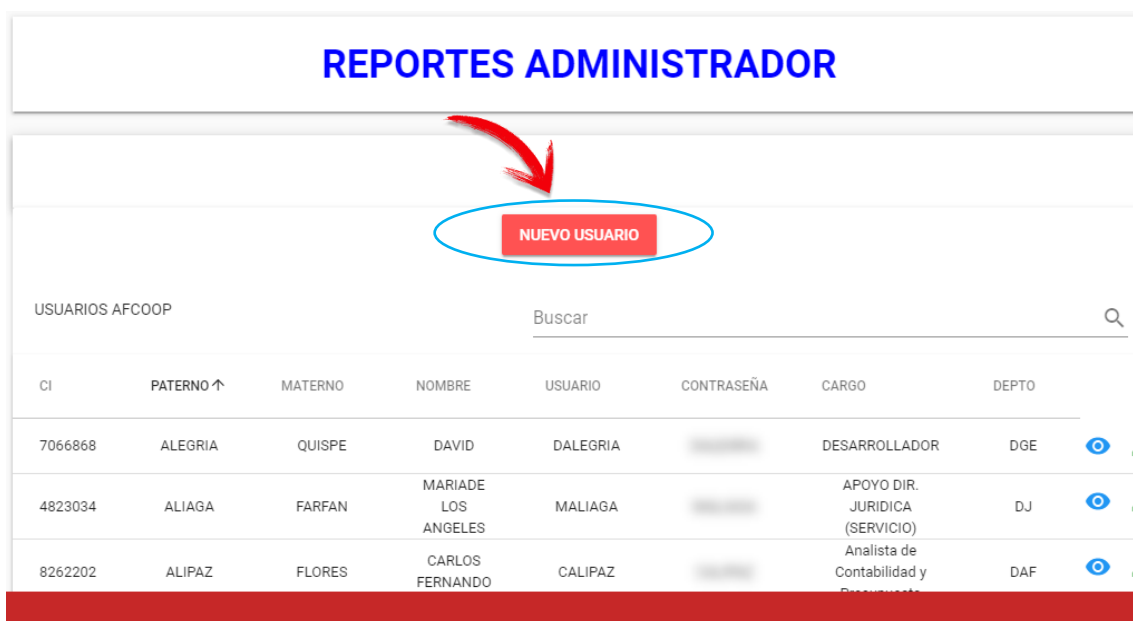 REPORTES ADMINISTRADOR
NUEVO USUARIO
USUARIOS AFCOOP
Buscar
CI PATERNO MATERNO NOMBRE USUARIO CONTRASEÑA CARGO DEPTO
7066868 ALEGRIA QUISPE DAVID DALEGRIA DESARROLLADOR DGE
MARIADE APOYO DIR.
4823034 ALIAGA FARFAN LOS MALIAGA JURIDICA DJ
ANGELES (SERVICIO)
CARLOS Analista de
8262202 ALIPAZ FLORES FERNANDO CALIPAZ Contabilidad y DAF